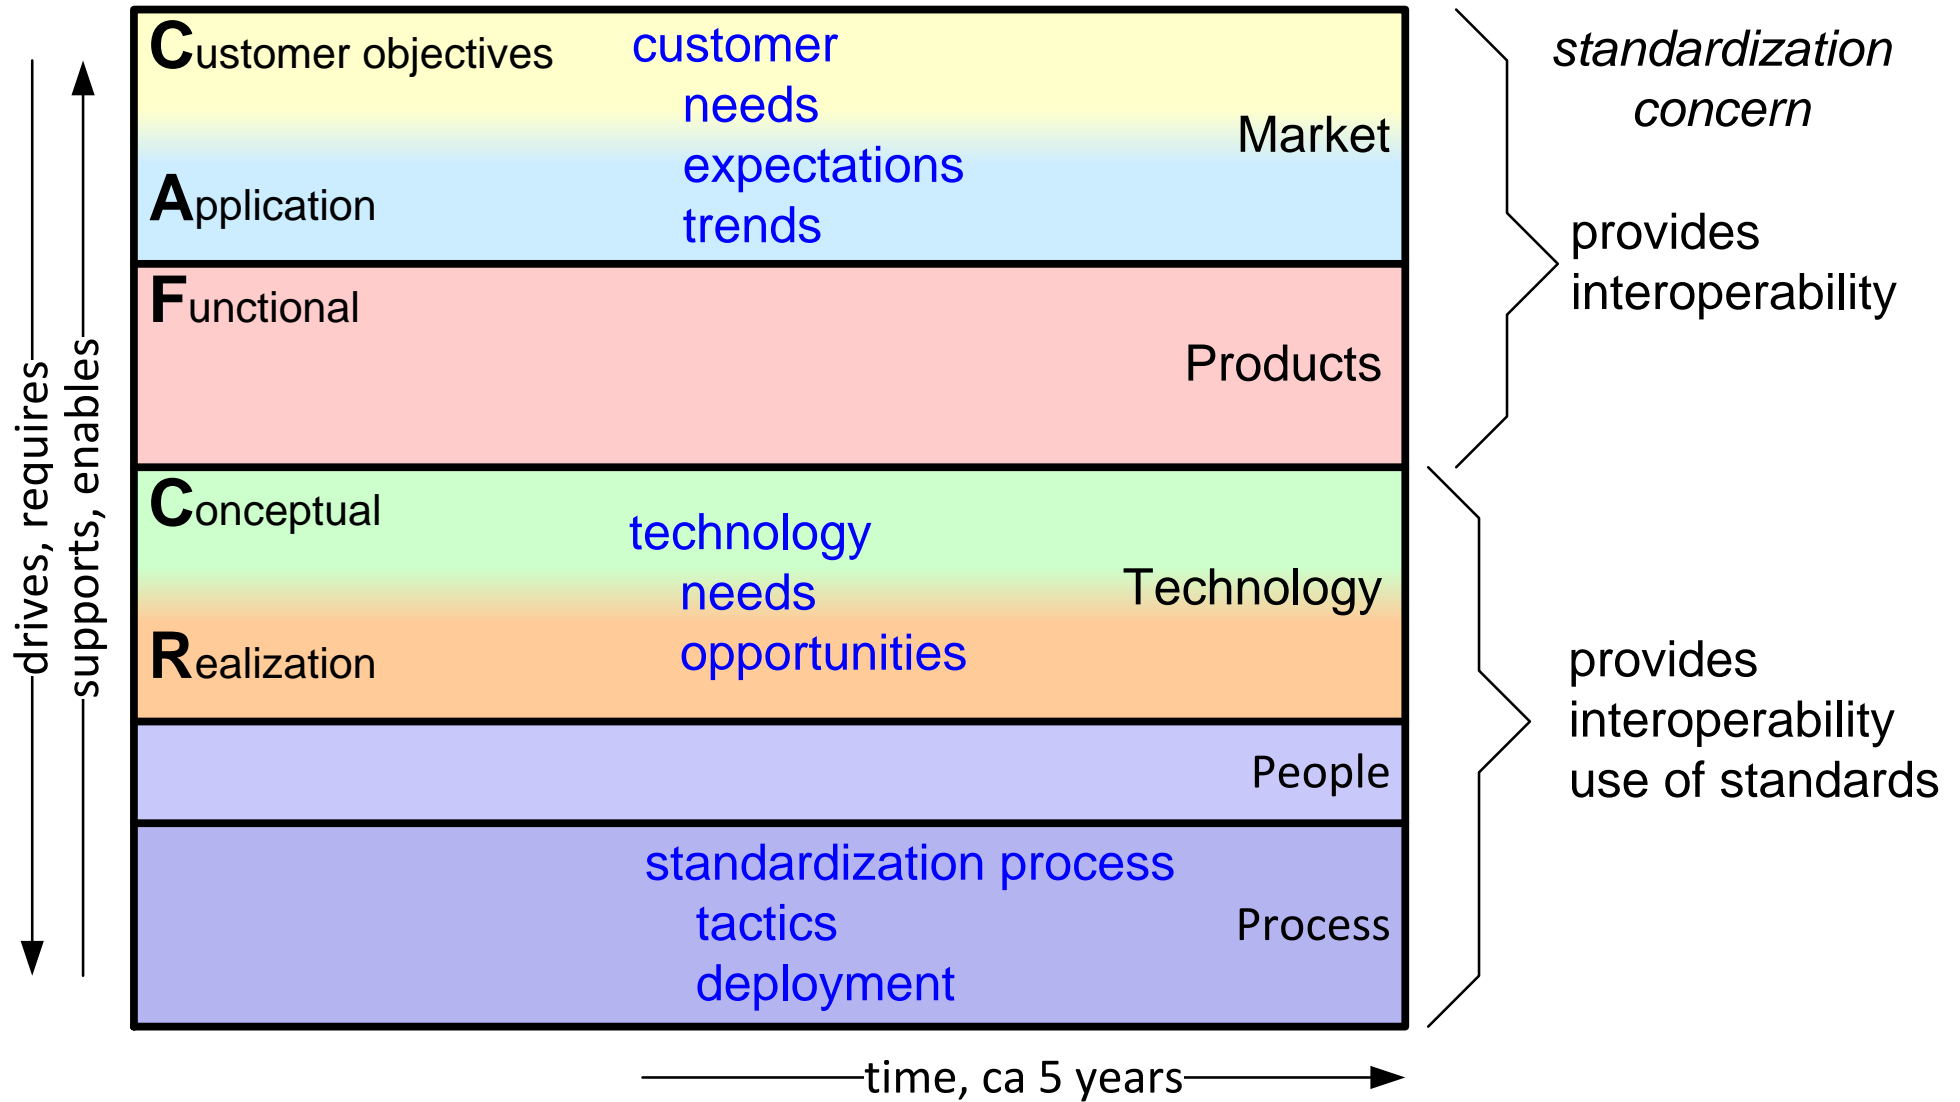 Customer objectives
customer
needs
expectations
trends
Application
Market
Functional
Products
Conceptual
technology
needs
opportunities
Realization
Technology
People
standardization process
tactics
deployment
Process
drives, requires
supports, enables
time, ca 5 years
standardization
concern
provides
interoperability
provides
interoperability
use of standards